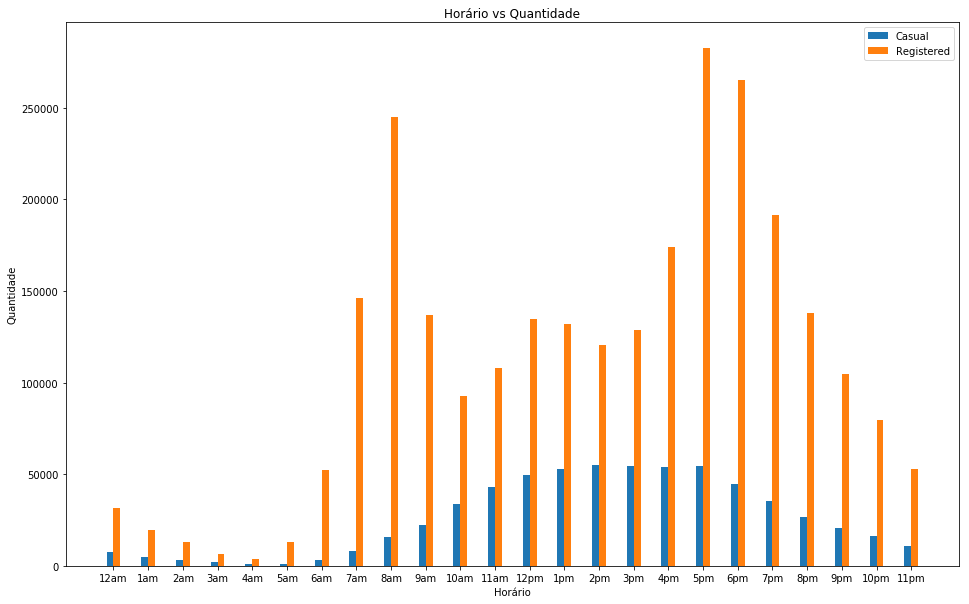 Horário vs Quantidade
Casual
Registered
250000
200000
150000
100000
50000
0
Quantidade
12am 1am 2am 3am 4am 5am 6am 7am 8am 9am 10am 11am 12pm 1pm 2pm 3pm 4pm 5pm 6pm 7pm 8pm 9pm 10pm 11pm
Horário